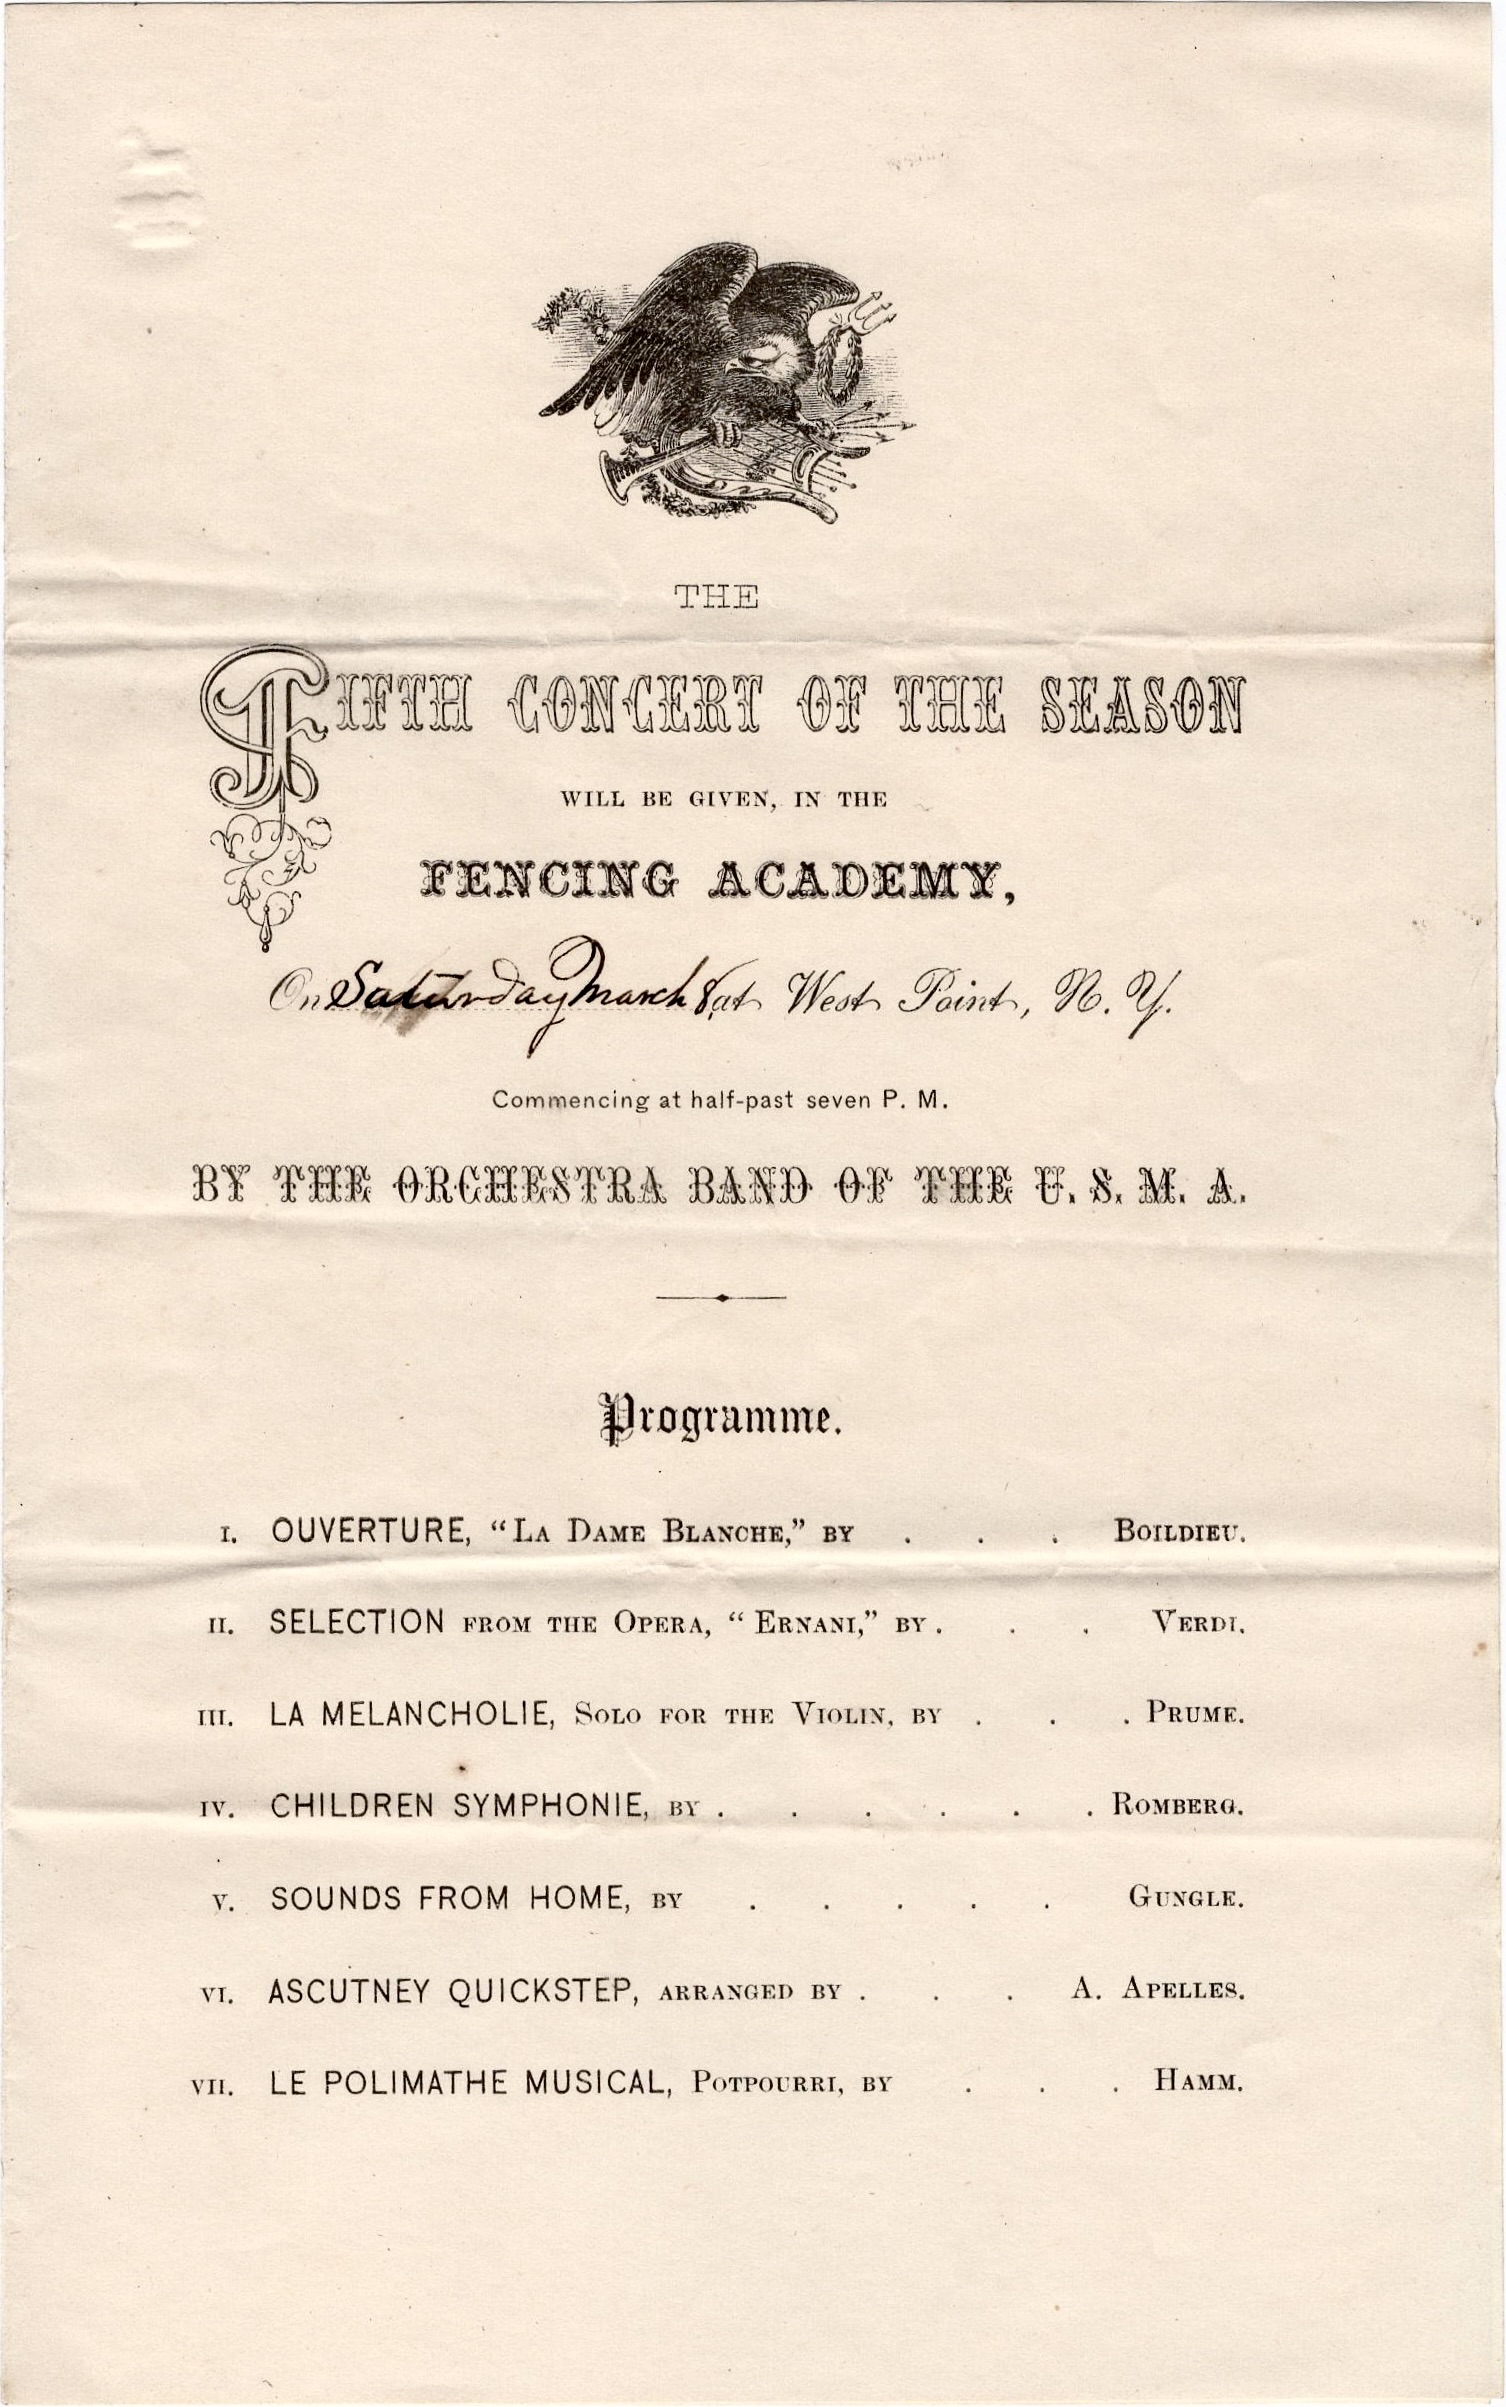 THE
FIFTH CONCERT OF THE SEASON
WILL BE GIVEN, IN THE
FENCING ACADEMY,
On Saturday March 8, at West Point, N. Y.
Commencing at half-past seven P. M.
BY THE ORCHESTRA BAND OF THE U. S. M. A.
Programme.
I. OUVERTURE, “LA DAME BLANCHE,” BY . . . BOILDIEU.
II. SELECTION FROM THE OPERA, “ERNANI,” BY . . . VERDI.
III. LA MELANCHOLIE, SOLO FOR THE VIOLIN, BY . . . PRUME.
IV. CHILDREN SYMPHONIE, BY . . . . . . ROMBERG.
V. SOUNDS FROM HOME, BY . . . . . GUNGLE.
VI. ASCUTNEY QUICKSTEP, ARRANGED BY . . . A. APELLES.
VII. LE POLIMATHE MUSICAL, POTPOURRI, BY . . . HAMM.